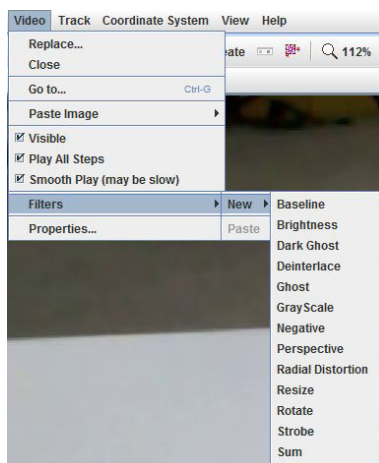 Video Track Coordinate System View Help
Replace...
Close
eate 112%
Go to... Ctrl-G
Paste Image
Visible
Play All Steps
Smooth Play (may be slow)
Filters New Baseline
Properties... Paste Brightness
Dark Ghost
Deinterlace
Ghost
GrayScale
Negative
Perspective
Radial Distortion
Resize
Rotate
Strobe
Sum